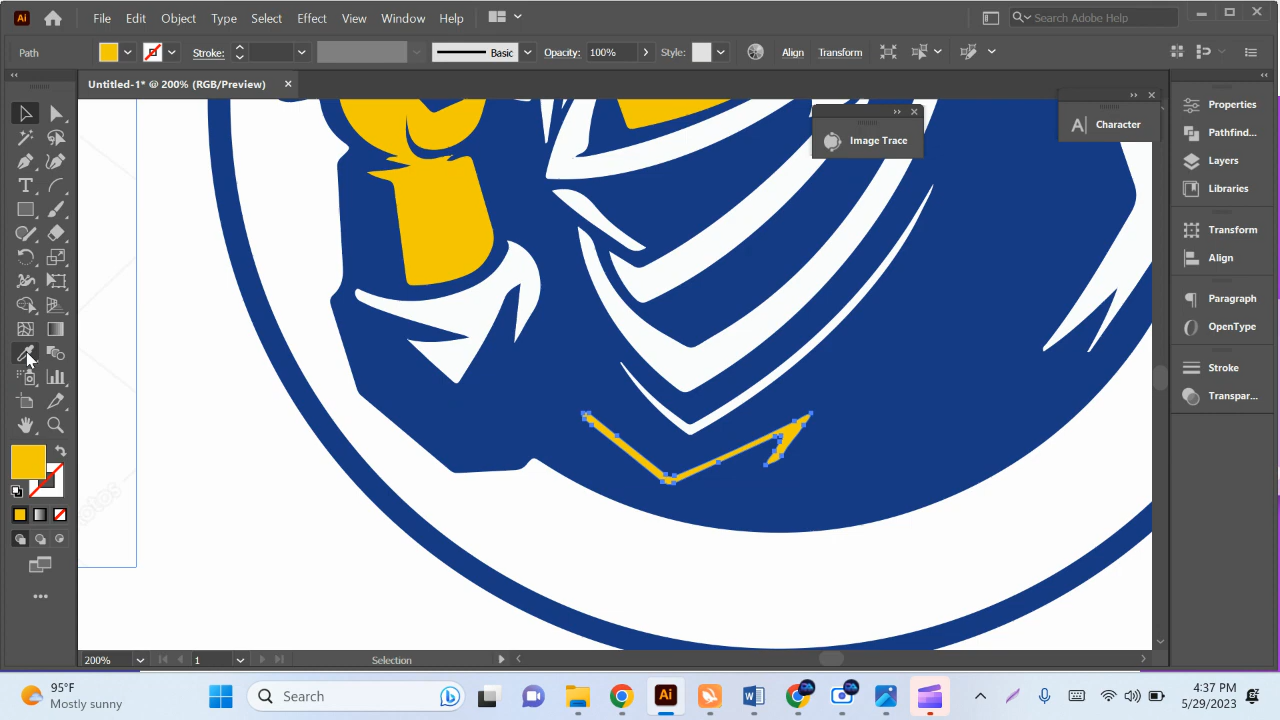 Ai File Edit Object Type Select Effect View Window Help Search Adobe Help
Path Stroke: Basic Opacity: 100% Style: Align Transform
Untitled-1* @ 200% (RGB/Preview)
Image Trace
Character
Properties
Pathfind...
Layers
Libraries
Transform
Align
Paragraph
OpenType
Stroke
Transpar...
200% 1 Selection
95°F
Mostly sunny
Search
Ai
4:37 PM
5/29/2023